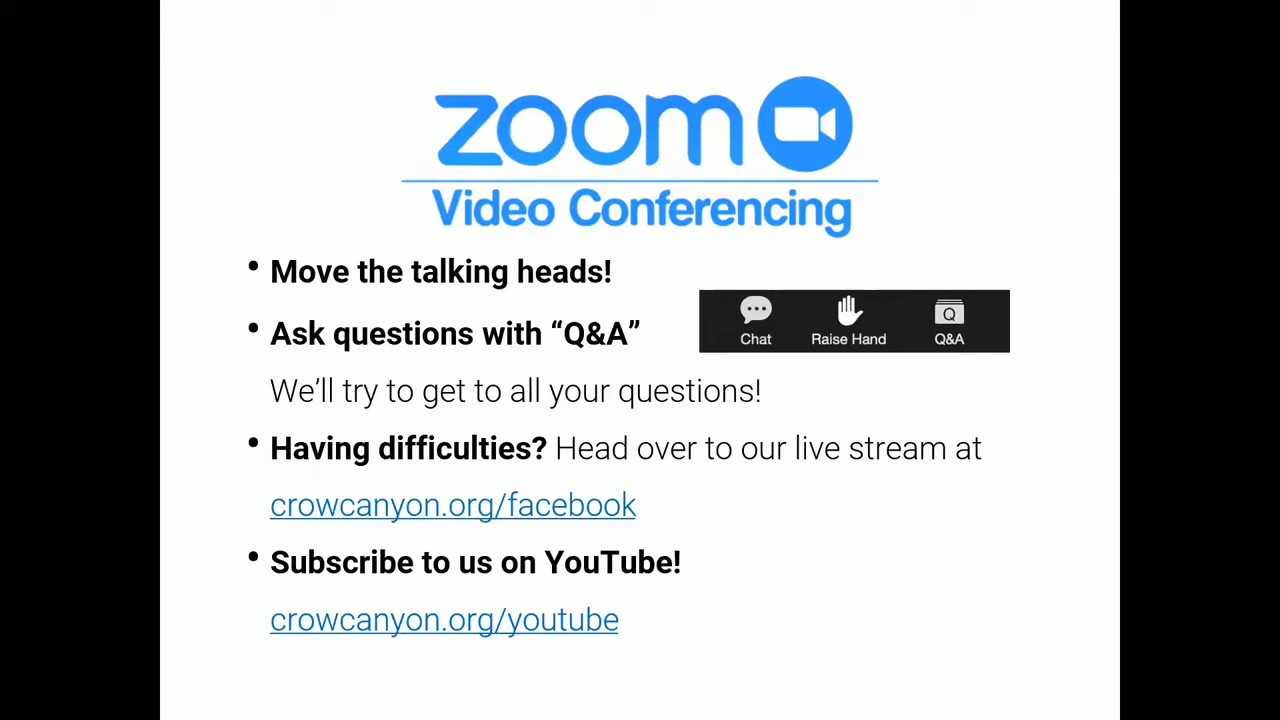 zoom
Video Conferencing
• Move the talking heads!
• Ask questions with “Q&A”
Chat Raise Hand Q&A
We’ll try to get to all your questions!
• Having difficulties? Head over to our live stream at
crowcanyon.org/facebook
• Subscribe to us on YouTube!
crowcanyon.org/youtube